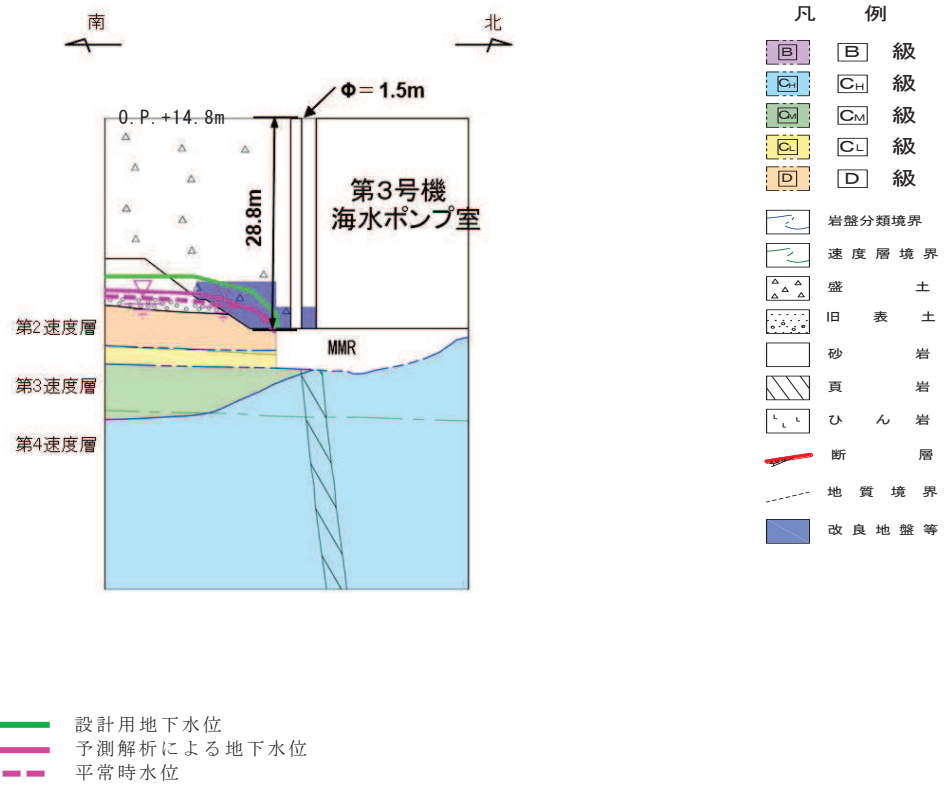 南
北
Φ＝1.5m
O.P.+14.8m
28.8m
第3号機
海水ポンプ室
第2速度層
MMR
第3速度層
第4速度層
凡 例
B B 級
CH CH 級
CM CM 級
CL CL 級
D D 級
岩盤分類境界
速度層境界
盛土
旧表土
砂岩
頁岩
ひん岩
断層
地質境界
改良地盤等
設計用地下水位
予測解析による地下水位
平常時水位